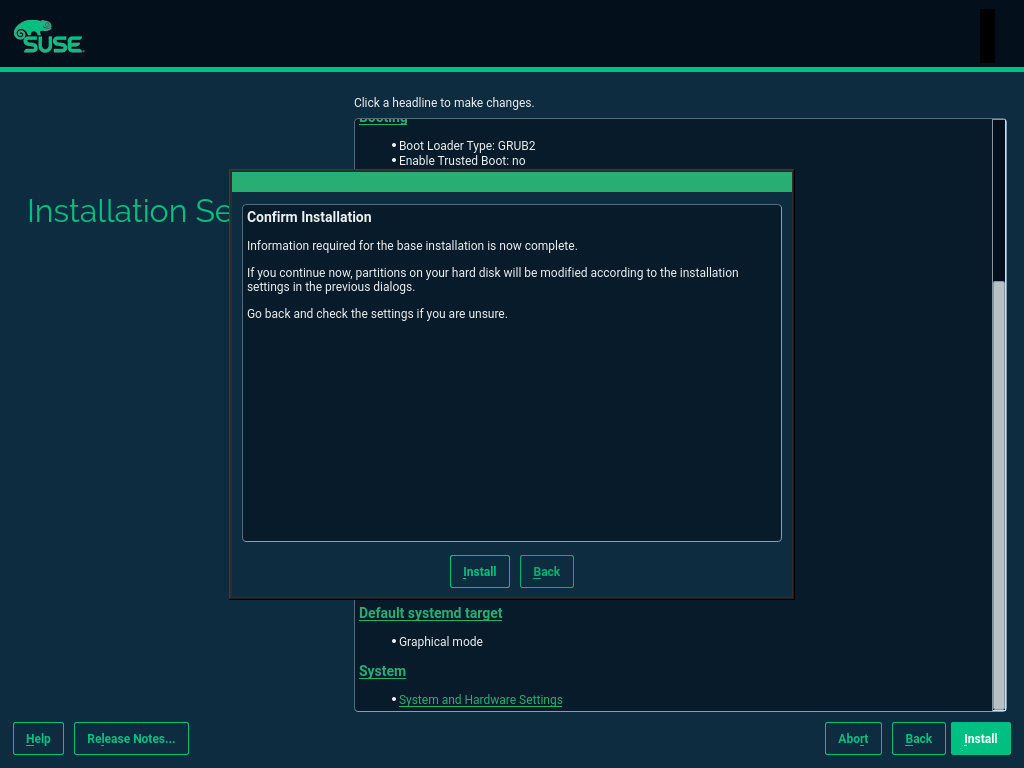 SUSE
Click a headline to make changes.
Booting
• Boot Loader Type: GRUB2
• Enable Trusted Boot: no
Installation Se
Confirm Installation
Information required for the base installation is now complete.
If you continue now, partitions on your hard disk will be modified according to the installation
settings in the previous dialogs.
Go back and check the settings if you are unsure.
Install Back
Default systemd target
• Graphical mode
System
• System and Hardware Settings
Help Release Notes... Abort Back Install